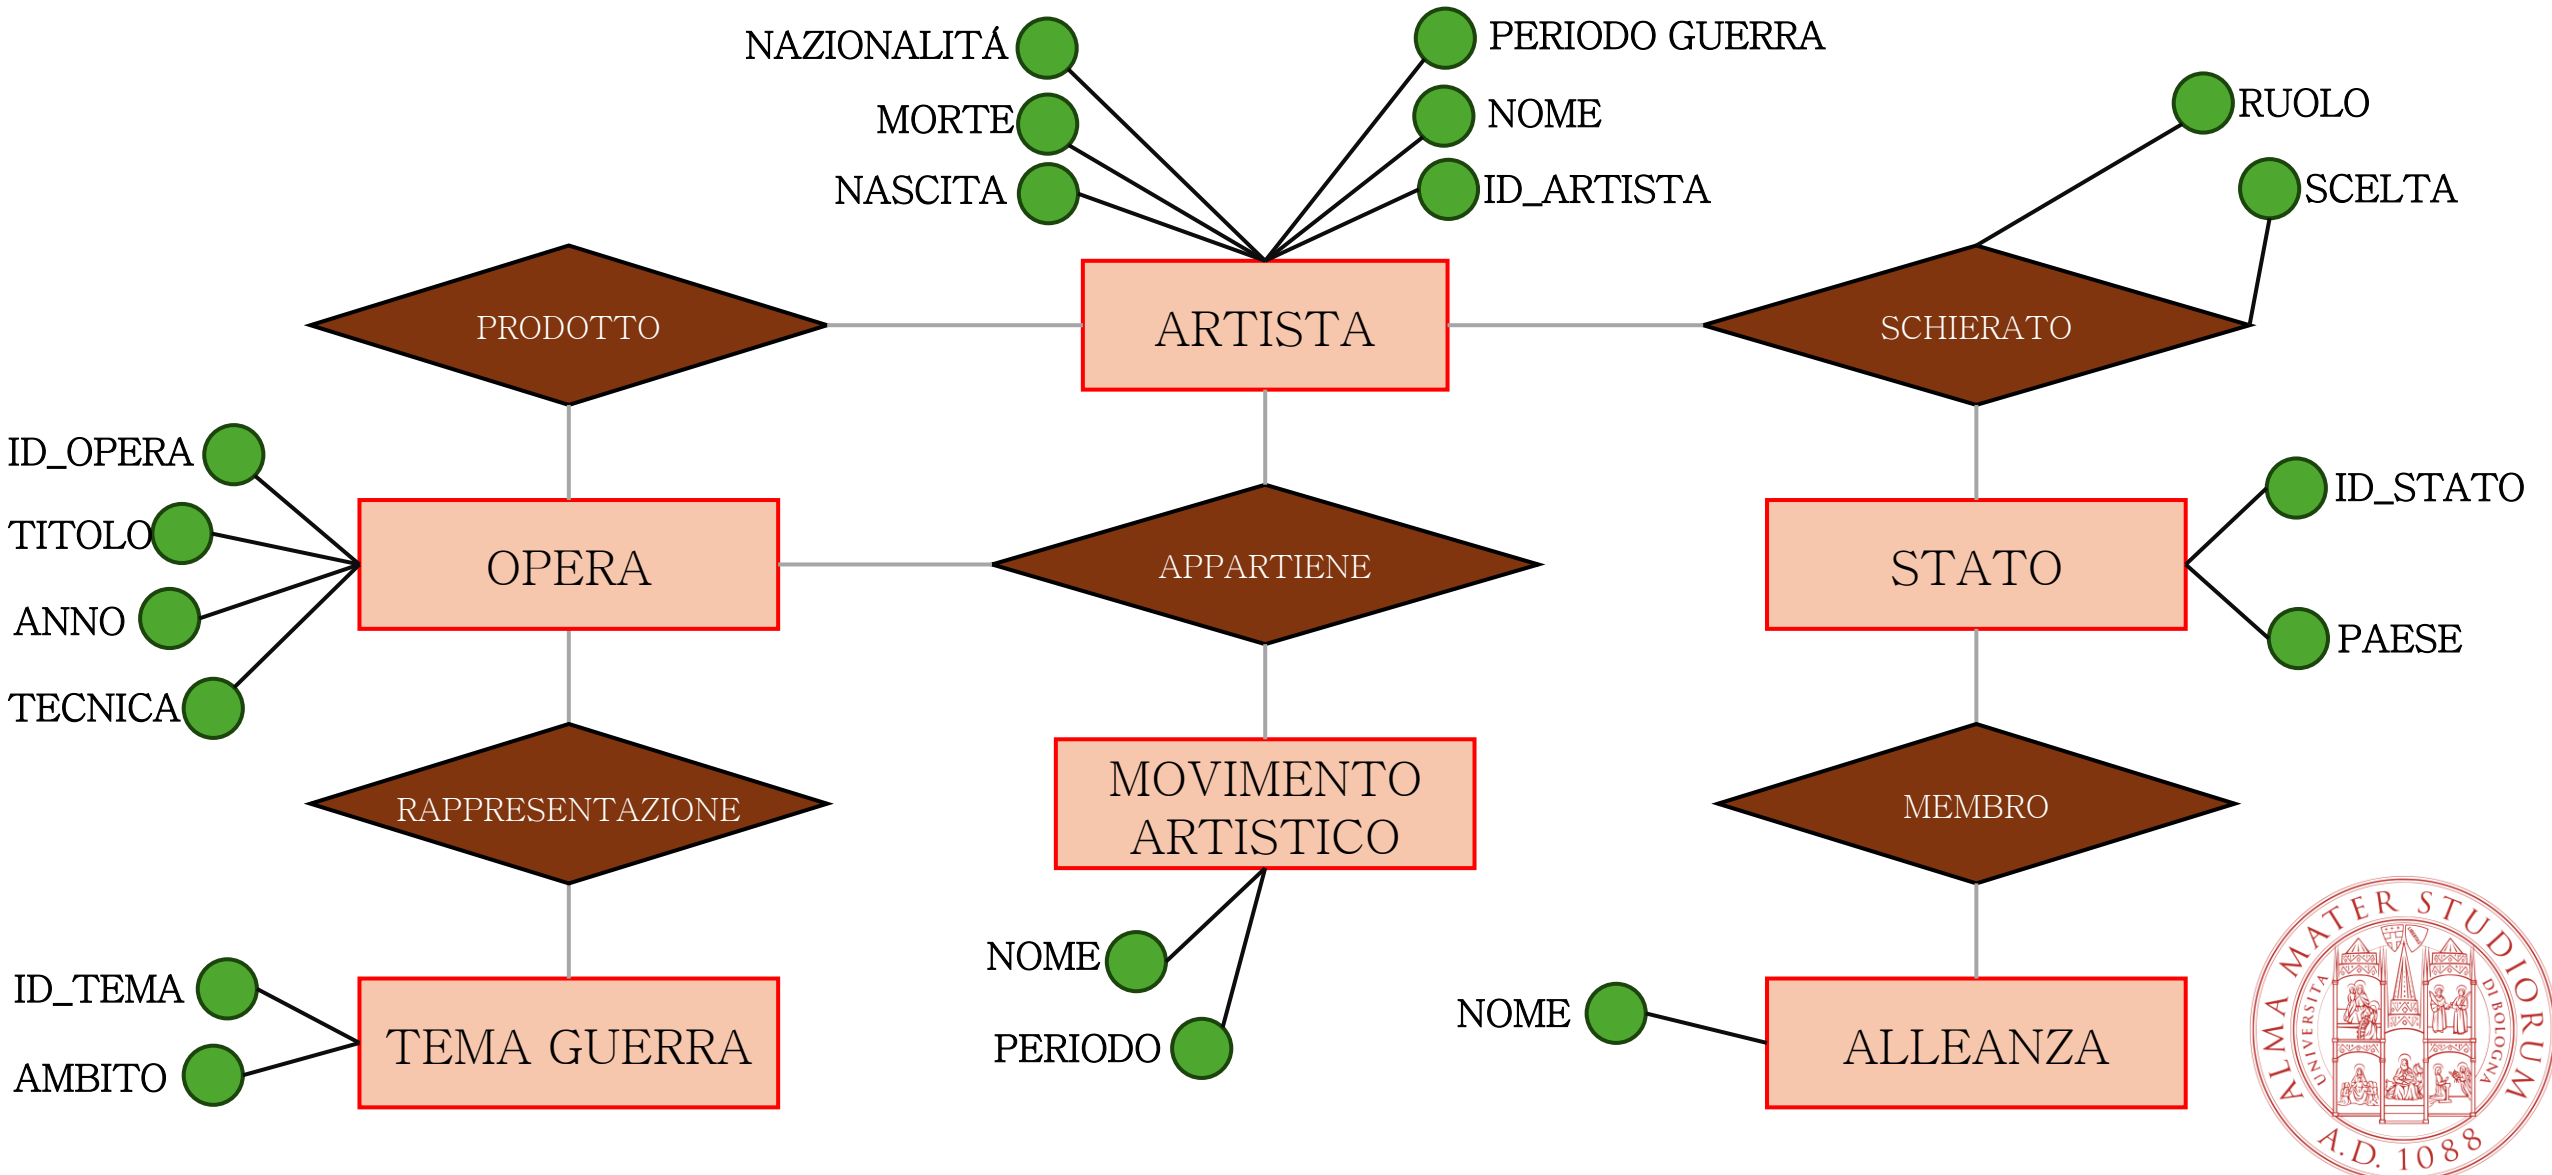 NAZIONALITÁ
PERIODO GUERRA
MORTE
NOME
RUOLO
NASCITA
ID_ARTISTA
SCELTA
PRODOTTO
ARTISTA
SCHIERATO
ID_OPERA
TITOLO
ANNO
TECNICA
OPERA
APPARTIENE
STATO
ID_STATO
PAESE
RAPPRESENTAZIONE
MOVIMENTO
ARTISTICO
MEMBRO
NOME
PERIODO
ID_TEMA
AMBITO
TEMA GUERRA
NOME
ALLEANZA
ALMA MATER STUDIORUM
UNIVERSITA DI BOLOGNA
A.D. 1088